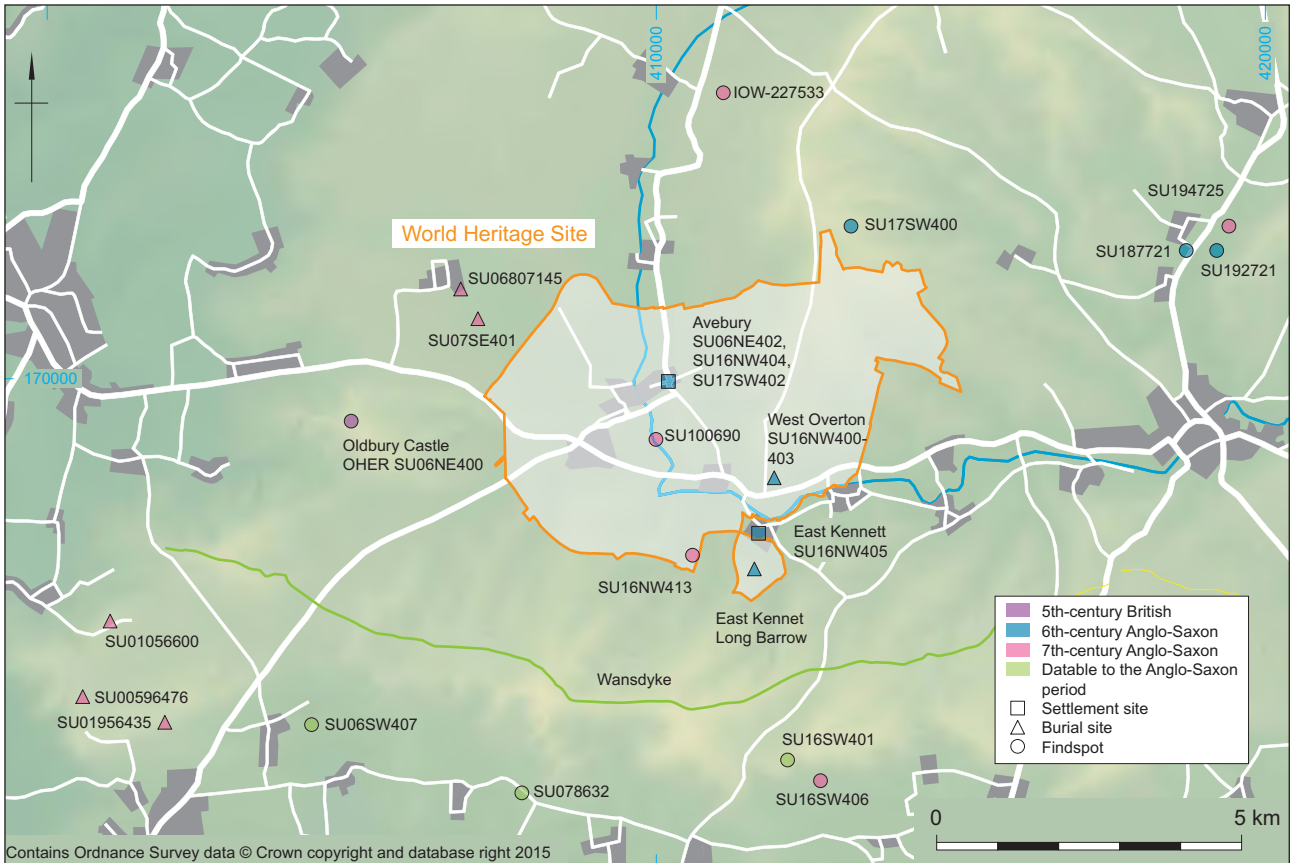 410000
420000
IOW-227533
SU194725
World Heritage Site
SU17SW400
SU187721
SU192721
SU06807145
SU07SE401
Avebury
SU06NE402,
SU16NW404,
SU17SW402
170000
West Overton
SU16NW400-
403
SU100690
Oldbury Castle
OHER SU06NE400
East Kennett
SU16NW405
SU16NW413
East Kennet
Long Barrow
SU01056600
Wansdyke
SU00596476
SU01956435
SU06SW407
SU16SW401
SU078632
SU16SW406
5th-century British
6th-century Anglo-Saxon
7th-century Anglo-Saxon
Datable to the Anglo-Saxon
period
Settlement site
Burial site
Findspot
0
5 km
Contains Ordnance Survey data © Crown copyright and database right 2015